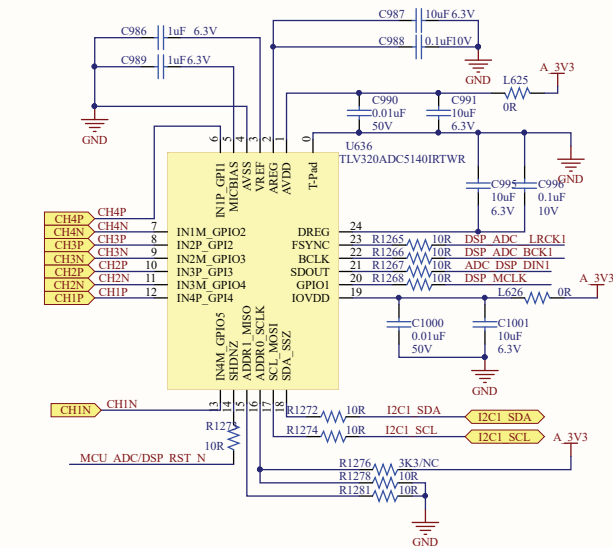 C986 1uF 6.3V
C987 10uF 6.3V
C988 0.1uF 10V
C989 1uF 6.3V
GND
A_3V3
L625
0R
C990
0.01uF
50V
C991
10uF
6.3V
GND
6 5 4 3 2 1 0
U636
TLV320ADC5140IRTWR
GND
IN1P_GPI1
MICBIAS
AVSS
VREF
AREG
AVDD
T-Pad
C995
10uF
6.3V
C996
0.1uF
10V
CH4P CH4P
CH4N CH4N 7 IN1M_GPIO2
CH3P CH3P 8 IN2P_GPI2
CH3N CH3N 9 IN2M_GPIO3
CH2P CH2P 10 IN3P_GPI3
CH2N CH2N 11 IN3M_GPIO4
CH1P CH1P 12 IN4P_GPI4
DREG 24
FSYNC 23 R1265 10R DSP_ADC_LRCK1
BCLK 22 R1266 10R DSP_ADC_BCK1
SDOUT 21 R1267 10R ADC_DSP_DIN1
GPIO1 20 R1268 10R DSP_MCLK
IOVDD 19
L626 0R
A_3V3
C1000
0.01uF
50V
C1001
10uF
6.3V
GND
IN4M_GPIO5
SHDNZ
ADDR1_MISO
ADDR0_SCLK
SCL_MOSI
SDA_SSZ
13 14 15 16 17 18
CH1N CH1N
10R
MCU_ADC/DSP_RST_N
R1272 10R I2C1_SDA I2C1_SDA
R1274 10R I2C1_SCL I2C1_SCL
A_3V3
R1276 3K3/NC
R1278 10R
R1281 10R
GND